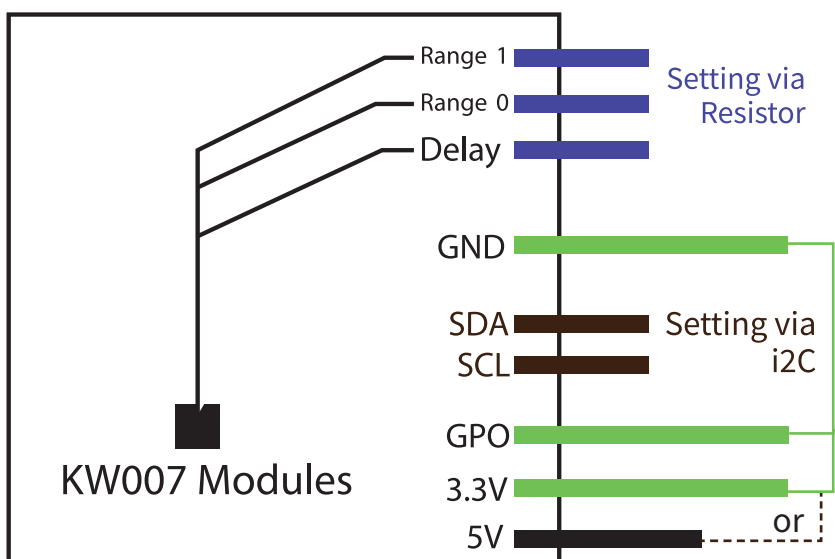 Range 1
Range 0
Delay
Setting via
Resistor
GND
SDA
SCL
Setting via
i2C
GPO
3.3V
or
5V
KW007 Modules